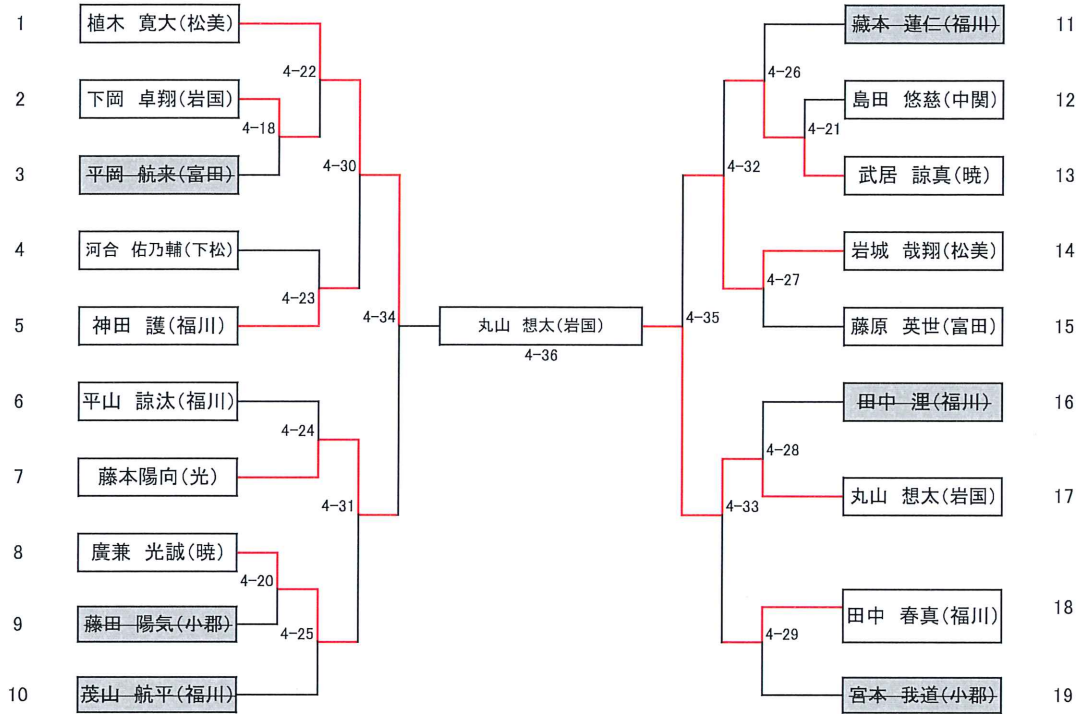 1 植木 寛大(松美)
4-22
2 下岡 卓翔(岩国)
4-18
3 平岡 航来(富田)
4-30
4 河合 佑乃輔(下松)
4-23
5 神田 護(福川)
4-34
6 平山 諒汰(福川)
4-24
7 藤本陽向(光)
4-31
8 廣兼 光誠(暁)
4-20
9 藤田 陽気(小郡)
4-25
10 茂山 航平(福川)
丸山 想太(岩国)
4-36
藏本 蓮仁(福川) 11
4-26
島田 悠慈(中関) 12
4-21
4-32
武居 諒真(暁) 13
岩城 哉翔(松美) 14
4-27
4-35
藤原 英世(富田) 15
田中 浬(福川) 16
4-28
丸山 想太(岩国) 17
4-33
田中 春真(福川) 18
4-29
宮本 我道(小郡) 19